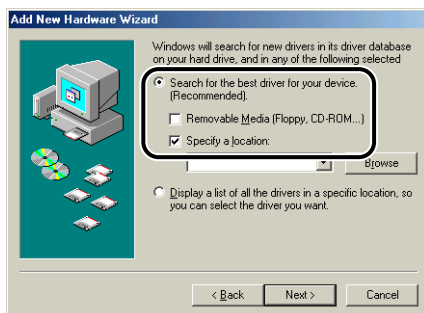 Add New Hardware Wizard
Windows will search for new drivers in its driver database
on your hard drive, and in any of the following selected
Search for the best driver for your device.
(Recommended).
Removable Media (Floppy, CD-ROM...)
Specify a location:
Browse
Display a list of all the drivers in a specific location, so
you can select the driver you want.
< Back Next > Cancel